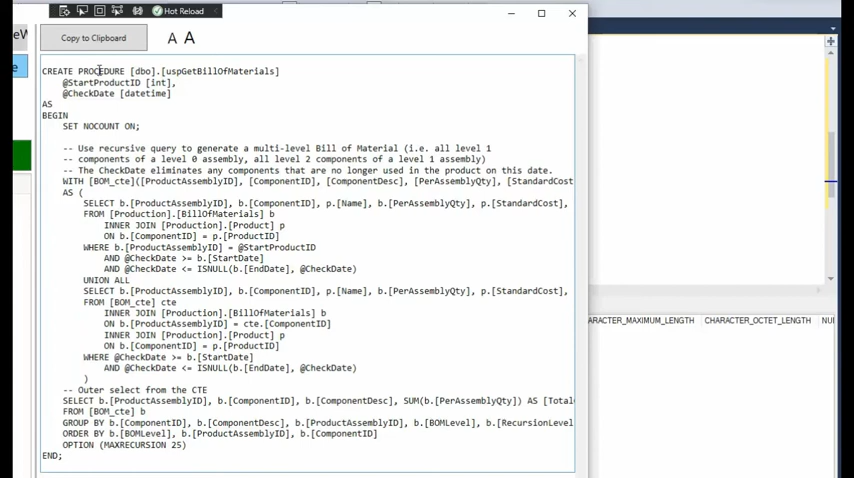 Hot Reload
Copy to Clipboard
A A
CREATE PROCEDURE [dbo].[uspGetBillOfMaterials]
@StartProductID [int],
@CheckDate [datetime]
AS
BEGIN
SET NOCOUNT ON;
-- Use recursive query to generate a multi-level Bill of Material (i.e. all level 1
-- components of a level 0 assembly, all level 2 components of a level 1 assembly)
-- The CheckDate eliminates any components that are no longer used in the product on this date.
WITH [BOM_cte]([ProductAssemblyID], [ComponentID], [ComponentDesc], [PerAssemblyQty], [StandardCost
AS (
SELECT b.[ProductAssemblyID], b.[ComponentID], p.[Name], b.[PerAssemblyQty], p.[StandardCost],
FROM [Production].[BillOfMaterials] b
INNER JOIN [Production].[Product] p
ON b.[ComponentID] = p.[ProductID]
WHERE b.[ProductAssemblyID] = @StartProductID
AND @CheckDate >= b.[StartDate]
AND @CheckDate <= ISNULL(b.[EndDate], @CheckDate)
UNION ALL
SELECT b.[ProductAssemblyID], b.[ComponentID], p.[Name], b.[PerAssemblyQty], p.[StandardCost],
FROM [BOM_cte] cte
INNER JOIN [Production].[BillOfMaterials] b
ON b.[ProductAssemblyID] = cte.[ComponentID]
INNER JOIN [Production].[Product] p
ON b.[ComponentID] = p.[ProductID]
WHERE @CheckDate >= b.[StartDate]
AND @CheckDate <= ISNULL(b.[EndDate], @CheckDate)
)
-- Outer select from the CTE
SELECT b.[ProductAssemblyID], b.[ComponentID], b.[ComponentDesc], SUM(b.[PerAssemblyQty]) AS [Total
FROM [BOM_cte] b
GROUP BY b.[ComponentID], b.[ComponentDesc], b.[ProductAssemblyID], b.[BOMLevel], b.[RecursionLevel
ORDER BY b.[BOMLevel], b.[ProductAssemblyID], b.[ComponentID]
OPTION (MAXRECURSION 25)
END;
ARACTER_MAXIMUM_LENGTH CHARACTER_OCTET_LENGTH NU